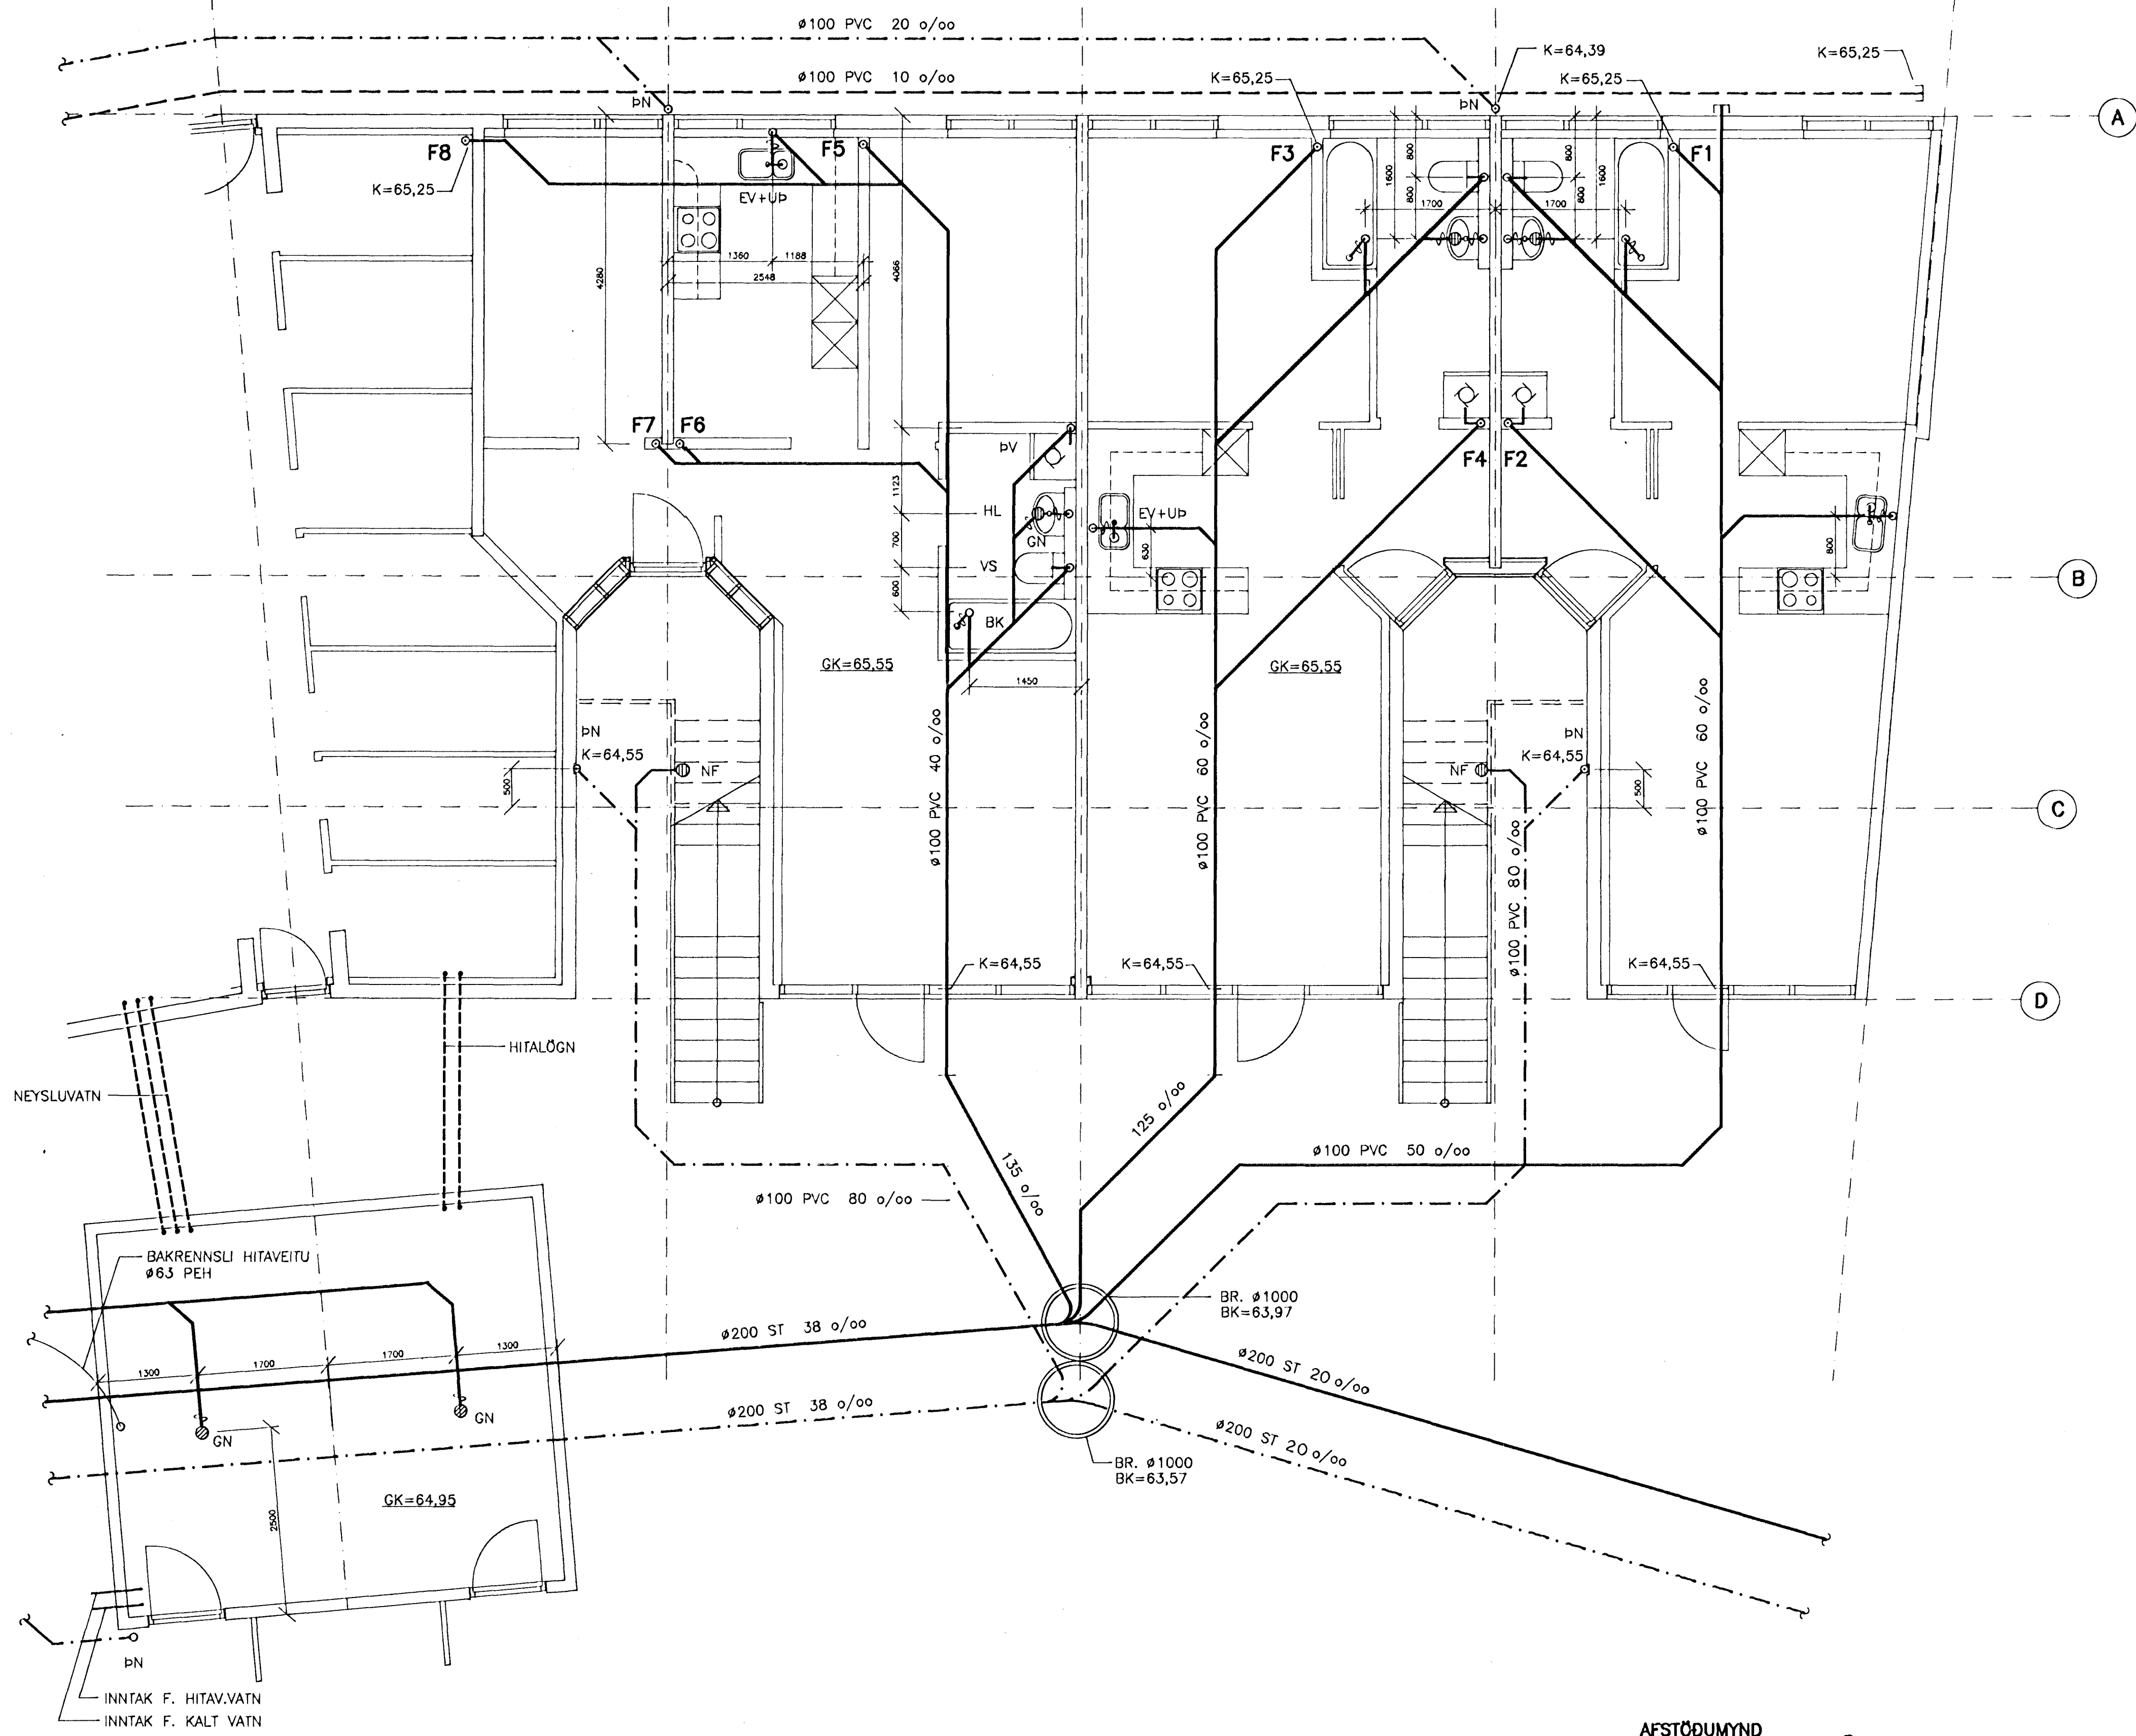 ø100 PVC 20 o/oo
K=64,39
K=65,25
ø100 PVC 10 o/oo
K=65,25
K=65,25
ÞN
ÞN
A
F8
F5
F3
F1
K=65,25
EV+UÞ
800
1600
800
800
1600
800
1700
1700
1360
1188
2548
4280
4066
F7
F6
ÞV
F4
F2
1123
HL
GN
EV+UÞ
700
630
800
VS
B
600
BK
GK=65,55
GK=65,55
1450
ø100 PVC 40 o/oo
ø100 PVC 60 o/oo
ø100 PVC 60 o/oo
ÞN
K=64,55
NF
NF
ÞN
K=64,55
500
500
C
ø100 PVC 80 o/oo
K=64,55
K=64,55
K=64,55
D
HITALÖGN
NEYSLUVATN
125 o/oo
135 o/oo
ø100 PVC 50 o/oo
ø100 PVC 80 o/oo
BAKRENNSLI HITAVEITU
ø63 PEH
BR. ø1000
BK=63,97
ø200 ST 38 o/oo
1300
1700
1700
1300
ø200 ST 20 o/oo
ø200 ST 38 o/oo
GN
GN
ø200 ST 20 o/oo
BR. ø1000
BK=63,57
GK=64,95
2500
ÞN
INNTAK F. HITAV.VATN
INNTAK F. KALT VATN
AFSTÖÐUMYND